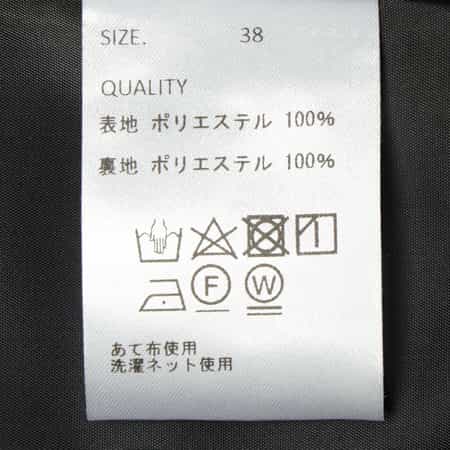 SIZE. 38
QUALITY
表地 ポリエステル 100%
裏地 ポリエステル 100%
F W
あて布使用
洗濯ネット使用